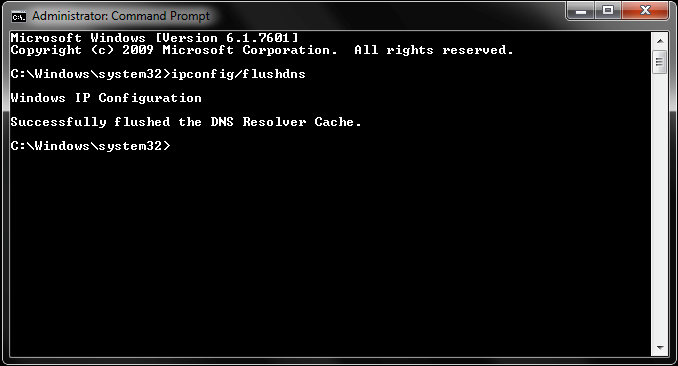 Administrator: Command Prompt
Microsoft Windows [Version 6.1.7601]
Copyright (c) 2009 Microsoft Corporation.  All rights reserved.
C:\Windows\system32>ipconfig/flushdns
Windows IP Configuration
Successfully flushed the DNS Resolver Cache.
C:\Windows\system32>